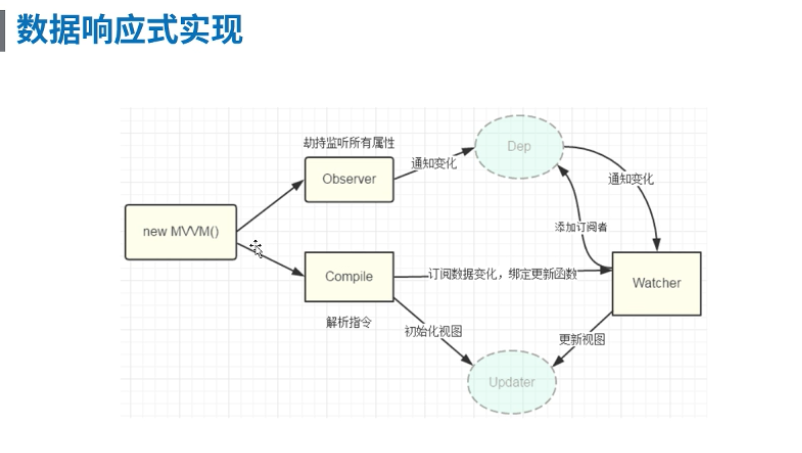 数据响应式实现
劫持监听所有属性
Observer
通知变化
Dep
通知变化
new MVVM()
添加订阅者
Compile
订阅数据变化，绑定更新函数
Watcher
解析指令
初始化视图
更新视图
Updater